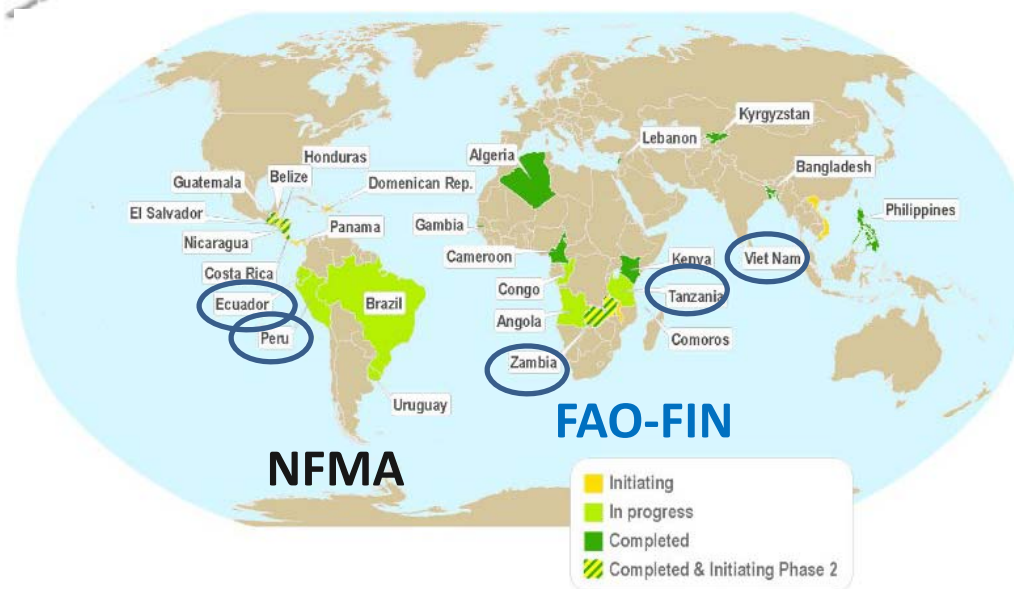 Kyrgyzstan
Lebanon
Honduras
Algeria
Bangladesh
Belize
Guatemala
Domenican Rep.
El Salvador
Philippines
Panama
Gambia
Nicaragua
Cameroon
Kenya
Viet Nam
Costa Rica
Congo
Tanzania
Ecuador
Brazil
Angola
Peru
Comoros
Zambia
Uruguay
FAO-FIN
NFMA
Initiating
In progress
Completed
Completed & Initiating Phase 2